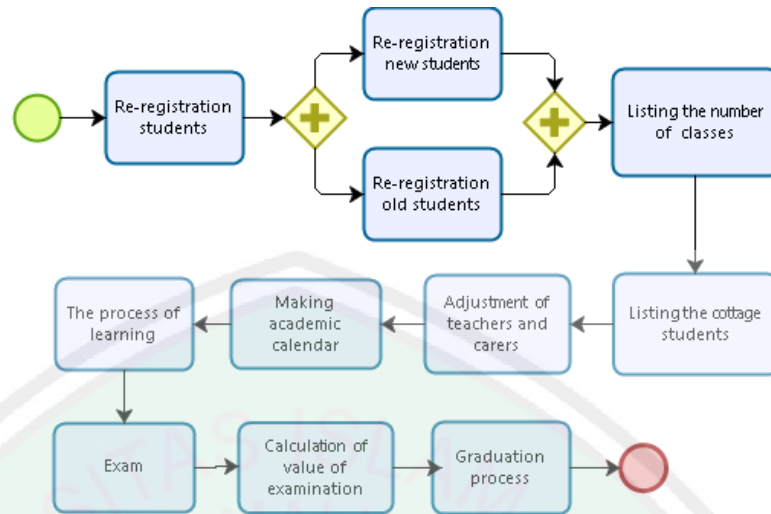 Re-registration
new students
Re-registration
students
Listing the number
of classes
Re-registration
old students
The process of
learning
Making
academic
calendar
Adjustment of
teachers and
carers
Listing the cottage
students
Exam
Calculation of
value of
examination
Graduation
process
SITAS ISLAM